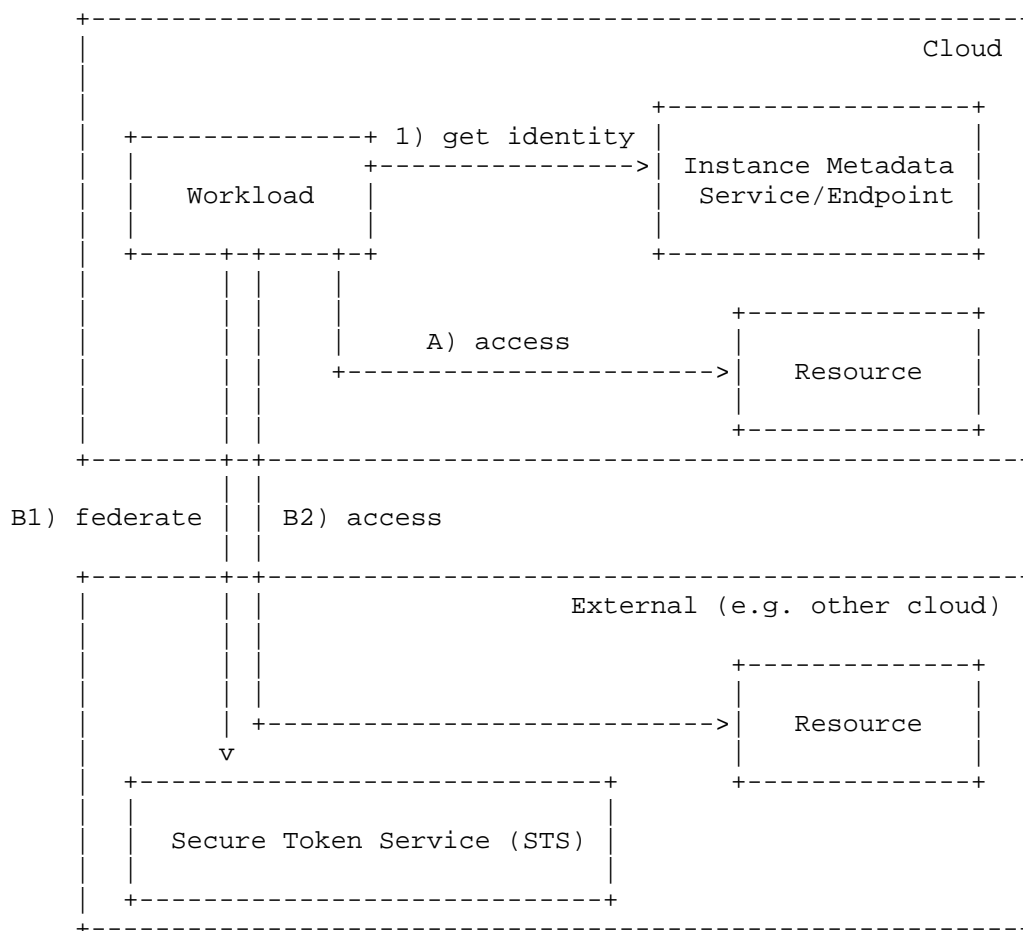 Cloud
1) get identity
Instance Metadata
Workload
Service/Endpoint
A) access
Resource
B1) federate
B2) access
External (e.g. other cloud)
Resource
v
Secure Token Service (STS)